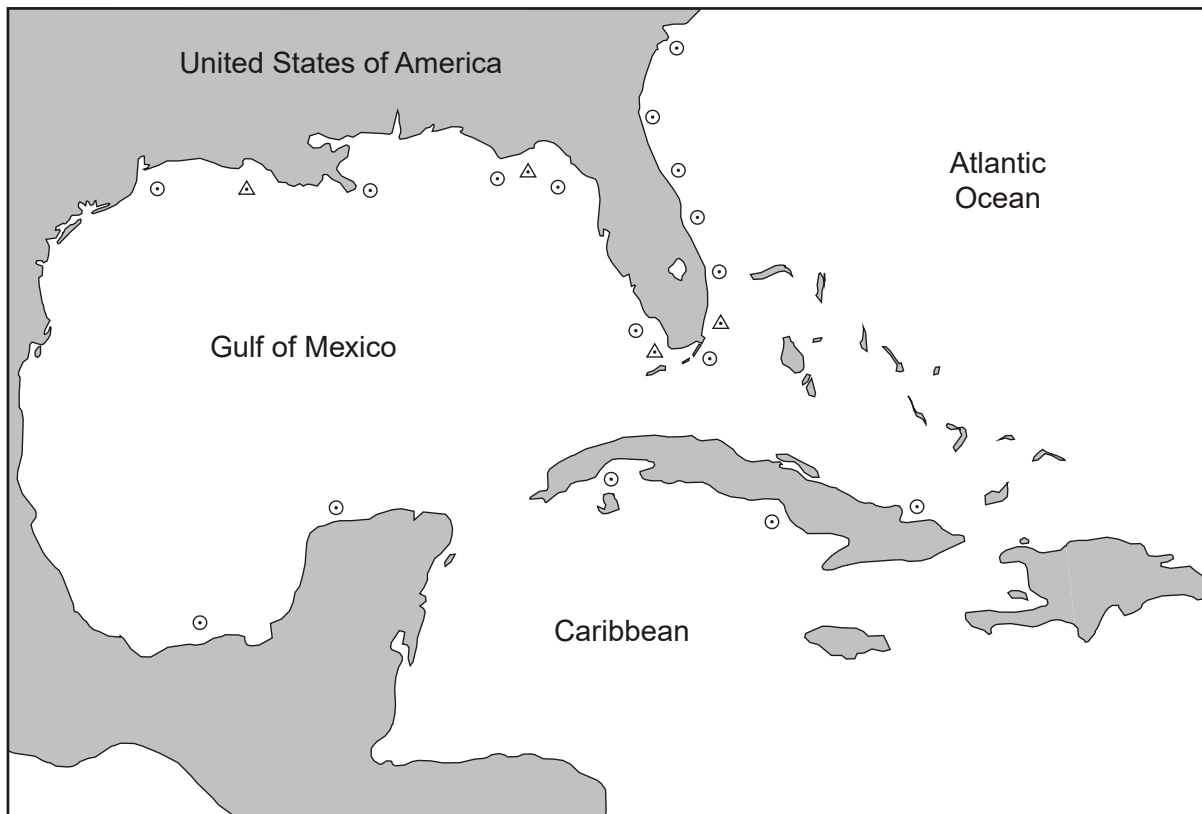 United States of America
Atlantic
Ocean
Gulf of Mexico
Caribbean